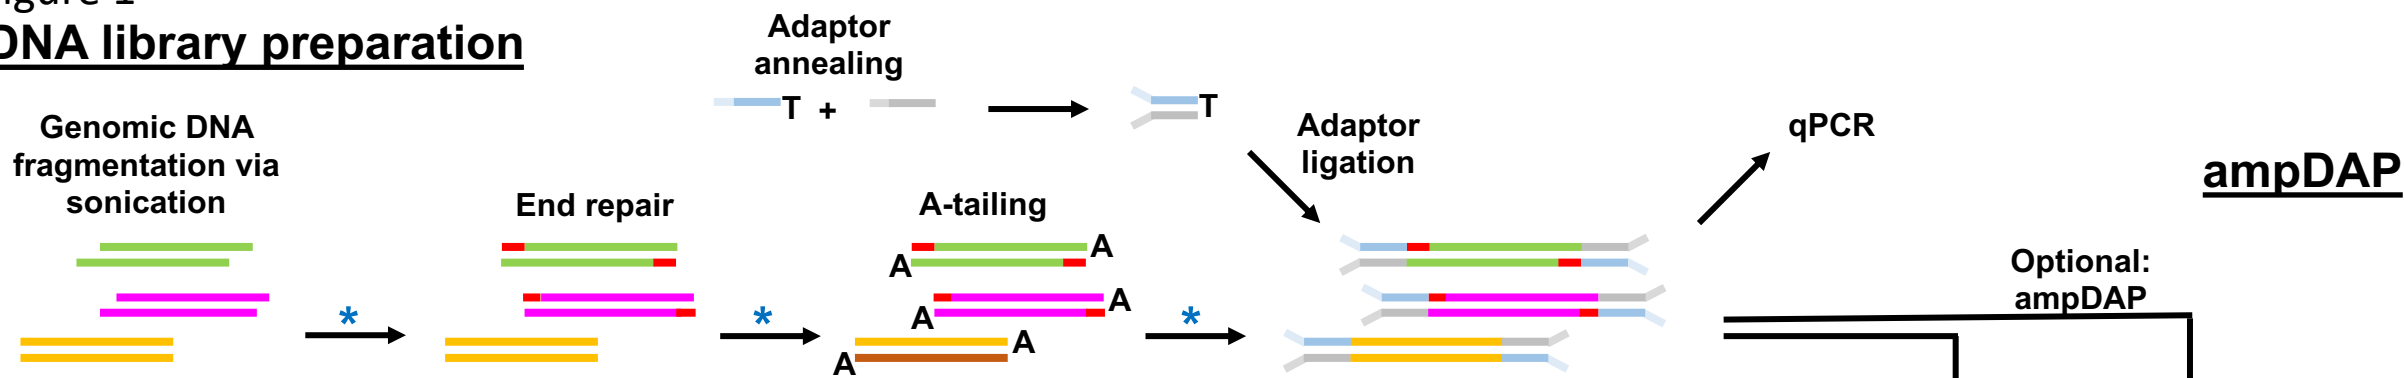 DNA library preparation
Adaptor
annealing
T + T
Genomic DNA
fragmentation via
sonication
Adaptor
ligation
qPCR
ampDAP
End repair
A-tailing
A
A
Optional:
ampDAP
A
A
A
A
*
*
*